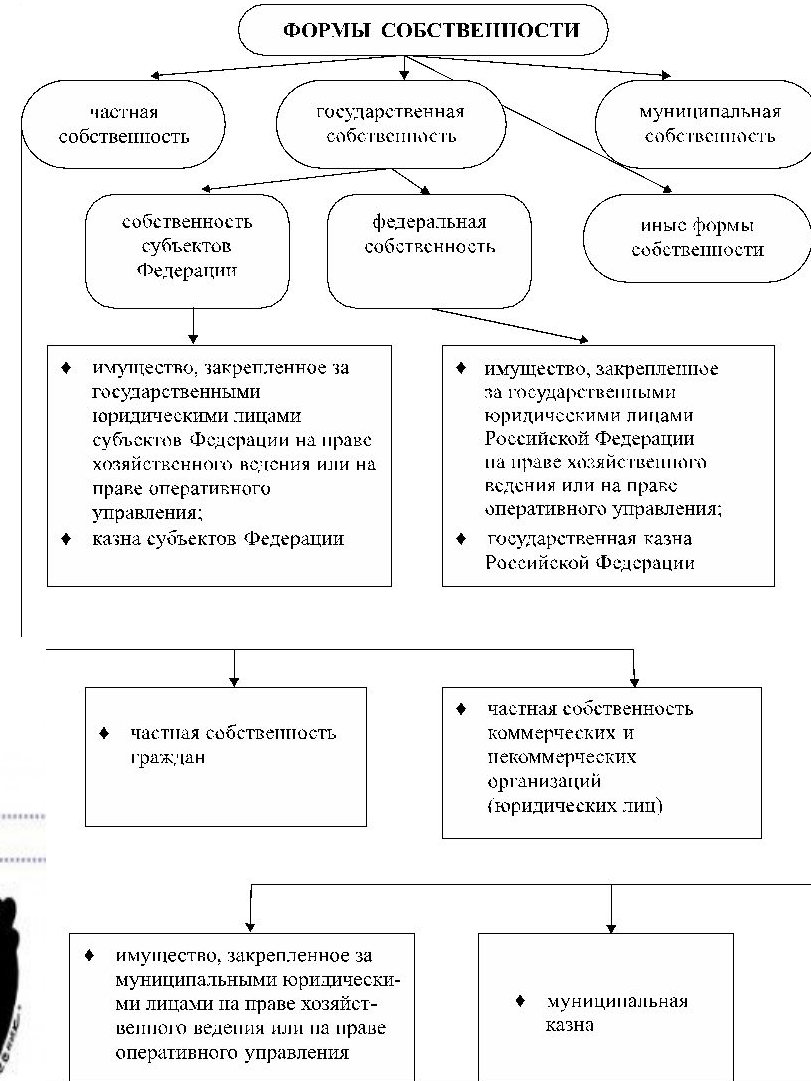 ФОРМЫ СОБСТВЕННОСТИ
частная
собственность
государственная
собственность
муниципальная
собственность
собственность
субъектов
Федерации
федеральная
собственность
иные формы
собственности
♦ имущество, закрепленное за
государственными
юридическими лицами
субъектов Федерации на праве
хозяйственного ведения или на
праве оперативного
управления;
♦ казна субъектов Федерации
♦ имущество, закрепленное
за государственными
юридическими лицами
Российской Федерации
на праве хозяйственного
ведения или на праве
оперативного управления;
♦ государственная казна
Российской Федерации
♦ частная собственность
граждан
♦ частная собственность
коммерческих и
некоммерческих
организаций
(юридических лиц)
♦ имущество, закрепленное за
муниципальными юридически-
ми лицами на праве хозяйст-
венного ведения или на праве
оперативного управления
♦ муниципальная
казна